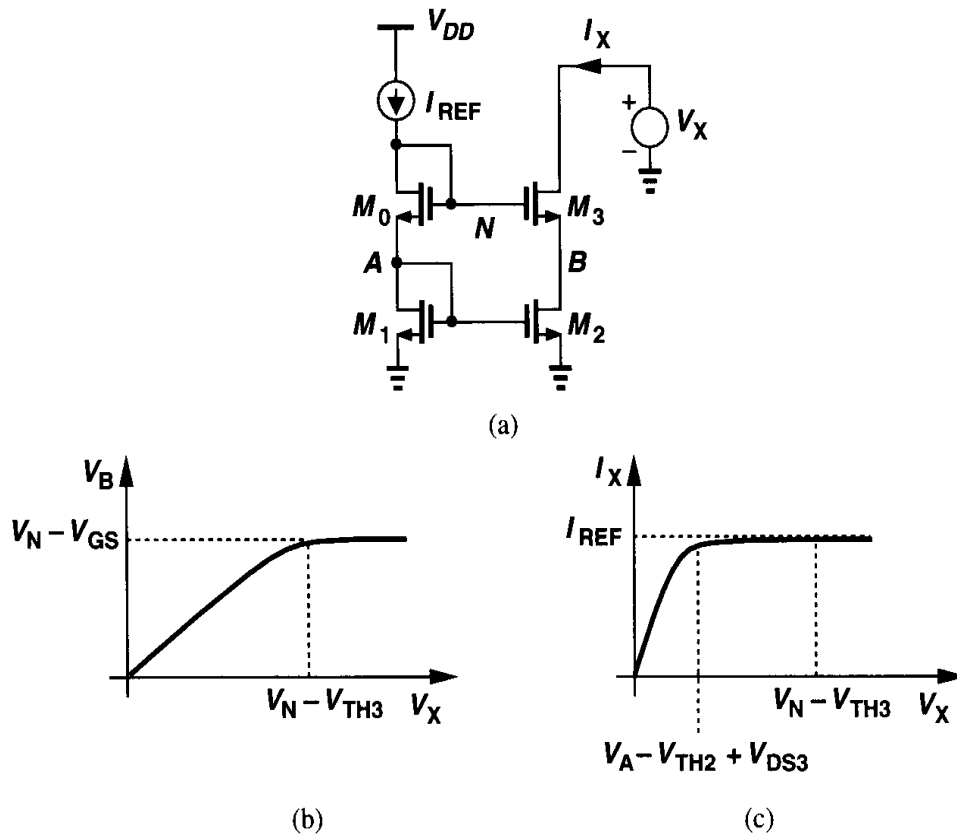 V_DD
I_X
I_REF
+
V_X
−
M_0
M_3
N
A
B
M_1
M_2
(a)
V_B
I_X
V_N − V_GS
I_REF
V_N − V_TH3
V_X
V_N − V_TH3
V_X
V_A − V_TH2 + V_DS3
(b)
(c)